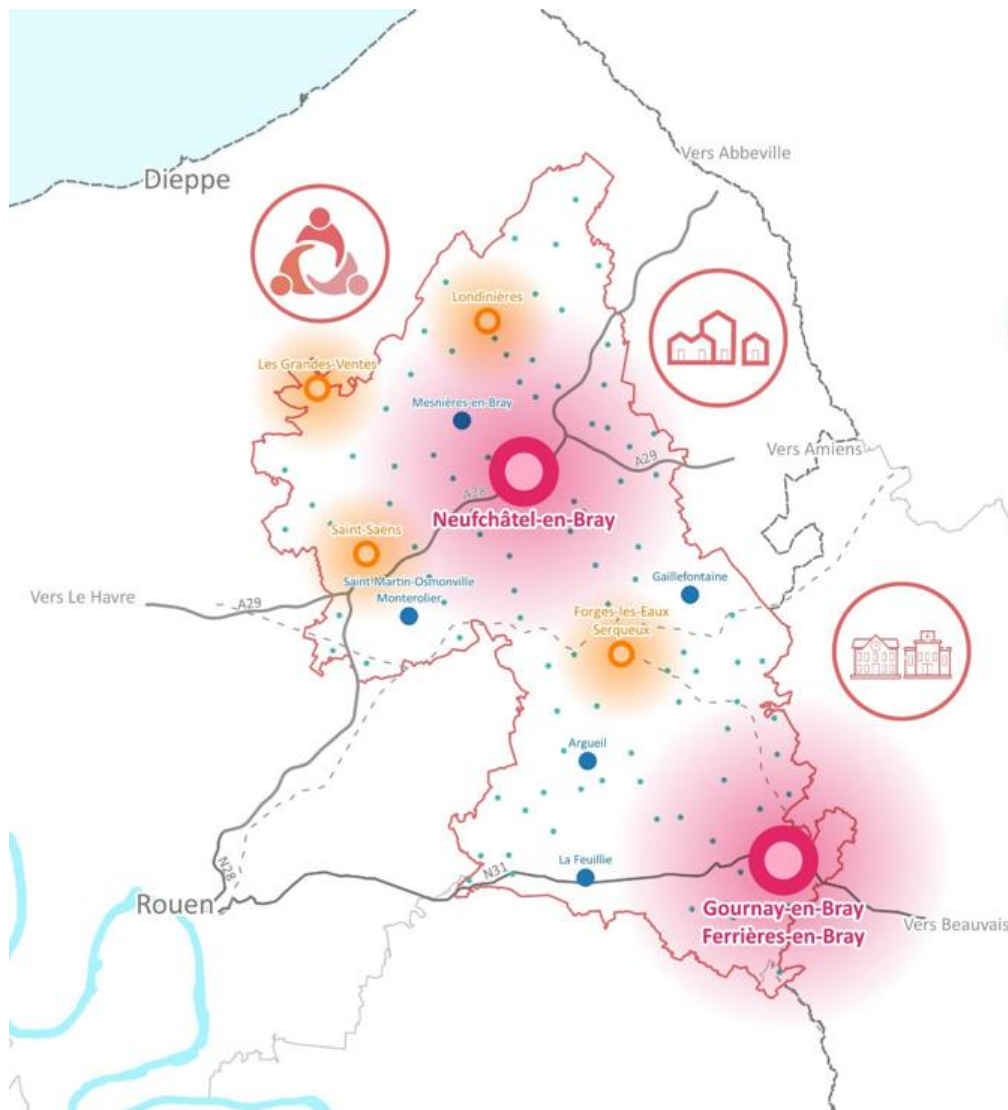 Vers Abbeville
Dieppe
Londinières
Les Grandes-Ventes
Mesnières-en-Bray
Vers Amiens
A29
A28
Neufchâtel-en-Bray
Saint-Saëns
Saint-Martin-Osmonville
Monterolier
Gaillefontaine
Vers Le Havre
A29
Forges-les-Eaux
Serqueux
Argueil
La Feuillie
N31
N28
Rouen
Gournay-en-Bray
Ferrières-en-Bray
Vers Beauvais